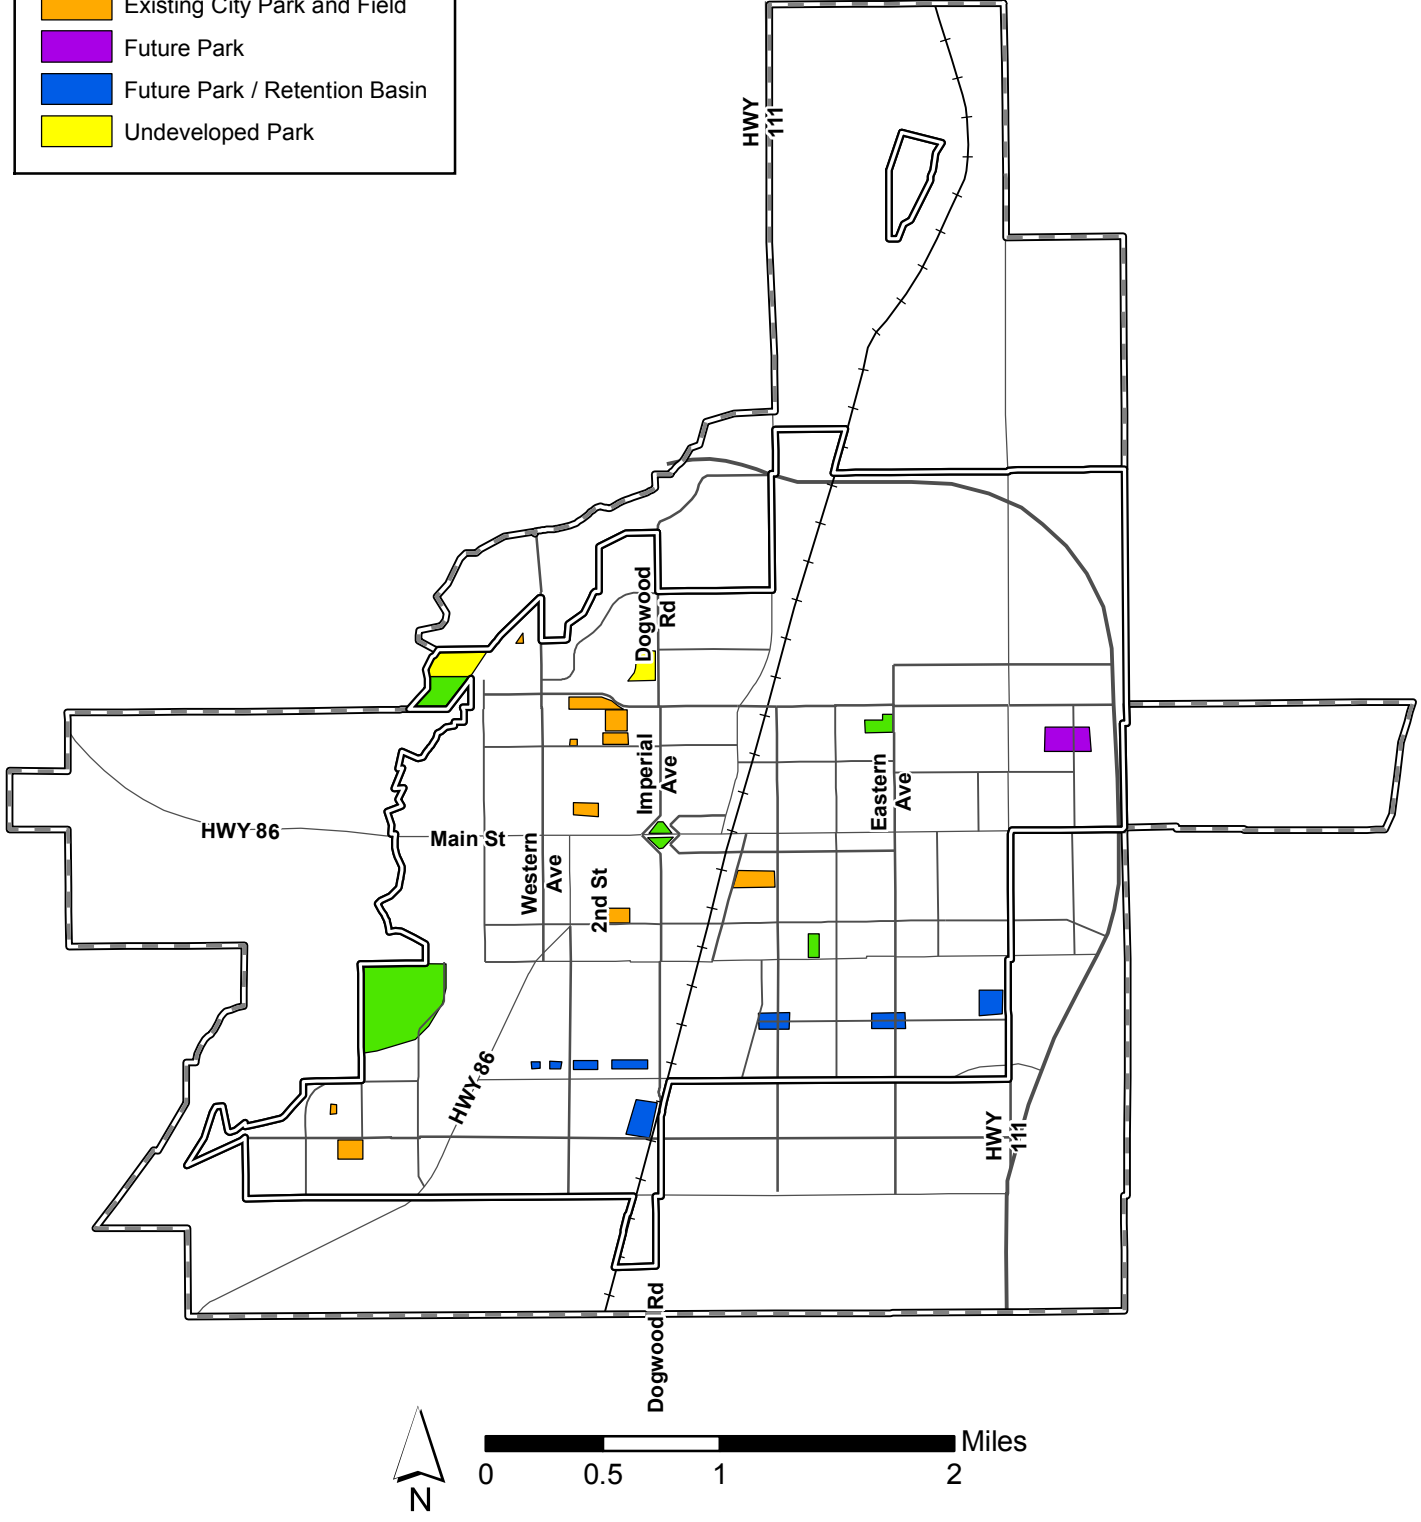 Existing City Park and Field
Future Park
Future Park / Retention Basin
Undeveloped Park
HWY
111
Dogwood
Rd
Imperial
Ave
Eastern
Ave
HWY 86
Main St
Western
Ave
2nd St
HWY 86
HWY
111
Dogwood Rd
Miles
0 0.5 1 2
N